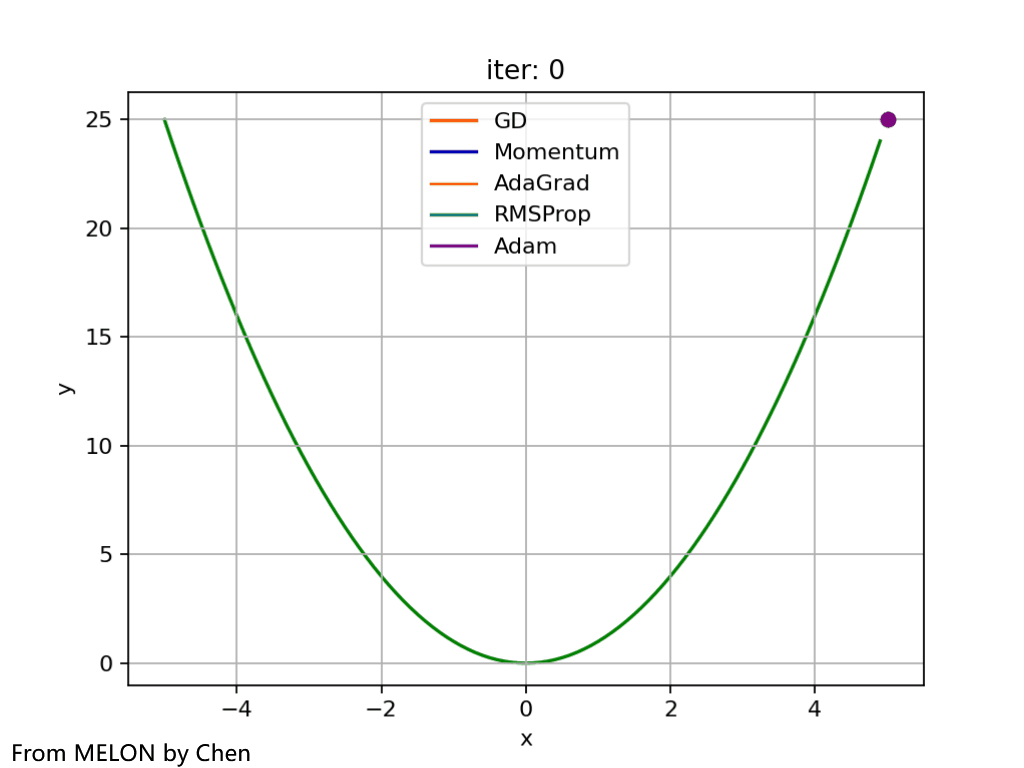 iter: 0
GD
Momentum
AdaGrad
RMSProp
Adam
25
20
15
10
5
0
y
−4
−2
0
2
4
x
From MELON by Chen